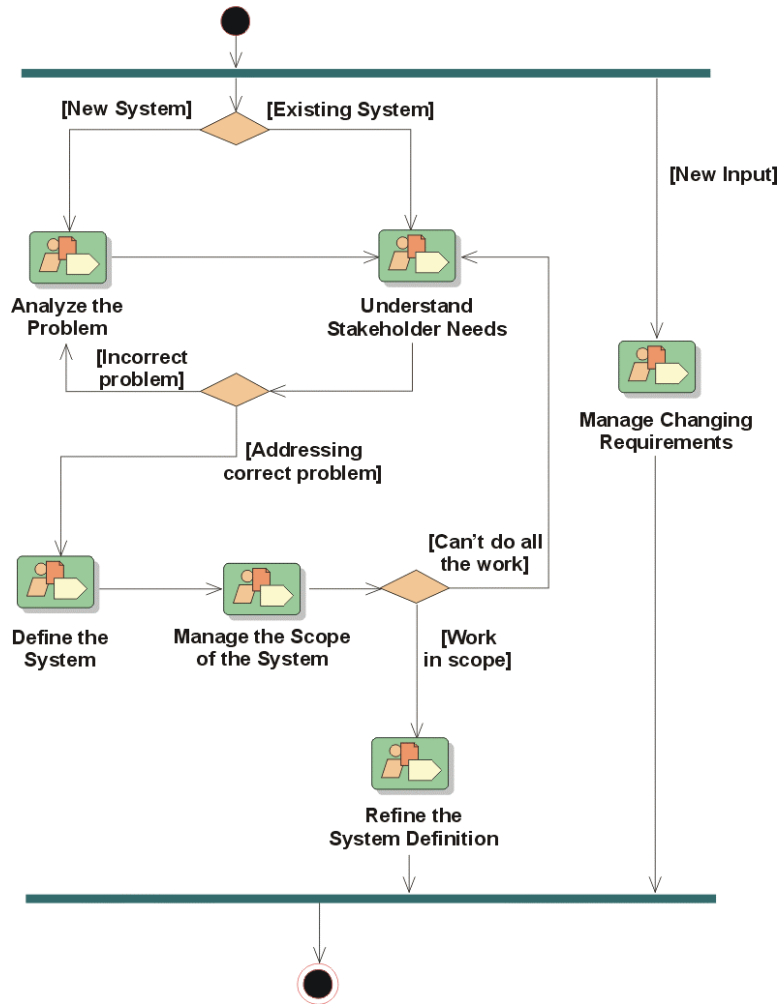 [New System]
[Existing System]
[New Input]
Analyze the
Problem
Understand
Stakeholder Needs
[Incorrect
problem]
Manage Changing
Requirements
[Addressing
correct problem]
[Can’t do all
the work]
Define the
System
Manage the Scope
of the System
[Work
in scope]
Refine the
System Definition